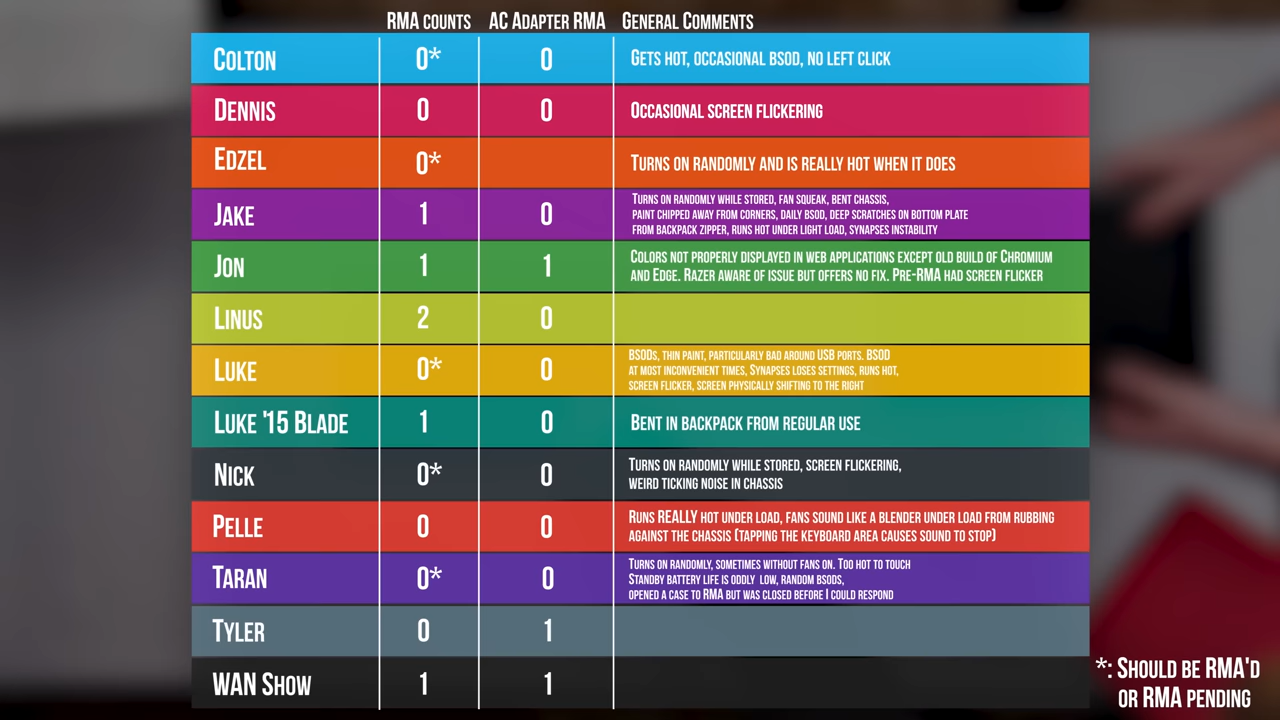 RMA counts AC Adapter RMA General Comments
Colton 0* 0 Gets hot, occasional BSOD, no left click
Dennis 0 0 Occasional screen flickering
Edzel 0* Turns on randomly and is really hot when it does
Jake 1 0 Turns on randomly while stored, fan squeak, bent chassis,
paint chipped away from corners, daily BSOD, deep scratches on bottom plate
from backpack zipper, runs hot under light load, Synapses instability
Jon 1 1 Colors not properly displayed in web applications except old build of Chromium
and Edge. Razer aware of issue but offers no fix. Pre-RMA had screen flicker
Linus 2 0
Luke 0* 0 BSODs, thin paint, particularly bad around USB ports. BSOD
at most inconvenient times, Synapses loses settings, runs hot,
screen flicker, screen physically shifting to the right
Luke '15 Blade 1 0 Bent in backpack from regular use
Nick 0* 0 Turns on randomly while stored, screen flickering,
weird ticking noise in chassis
Pelle 0 0 Runs REALLY hot under load, fans sound like a blender under load from rubbing
against the chassis (tapping the keyboard area causes sound to stop)
Taran 0* 0 Turns on randomly, sometimes without fans on. Too hot to touch
Standby battery life is oddly low, random BSODs,
opened a case to RMA but was closed before I could respond
Tyler 0 1
WAN Show 1 1
*: Should be RMA'd
or RMA pending